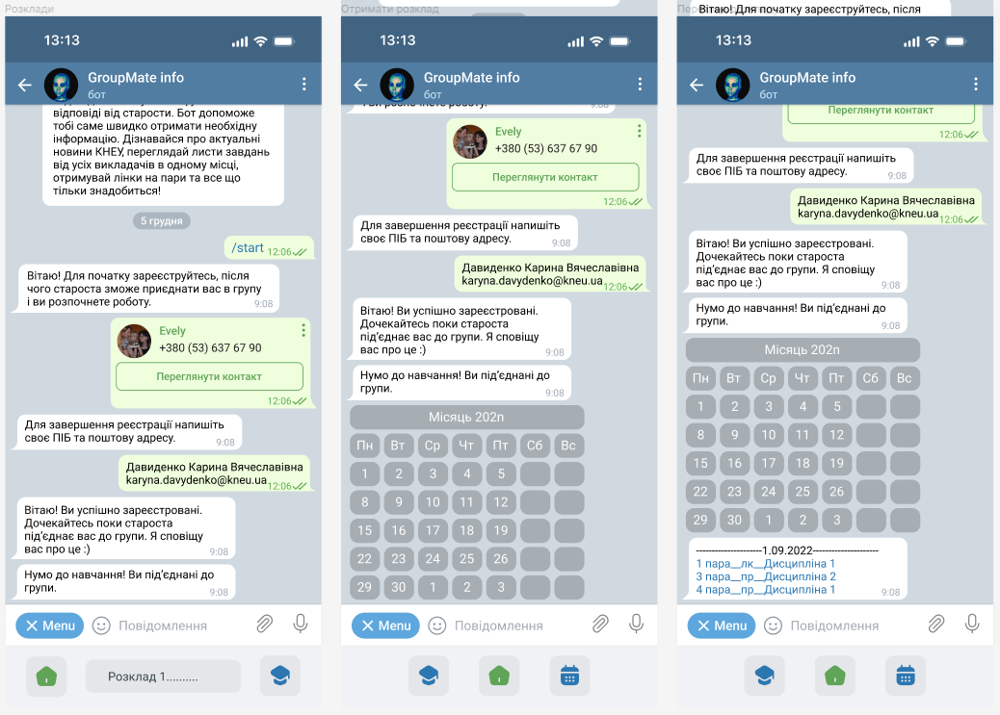 Розклади
13:13
GroupMate info
бот
відповіді від старости. Бот допоможе
тобі саме швидко отримати необхідну
інформацію. Дізнавайся про актуальні
новини КНЕУ, переглядай листи завдань
від усіх викладачів в одному місці,
отримувай лінки на пари та все що
тільки знадобиться!
5 грудня
/start 12:06
Вітаю! Для початку зареєструйтесь, після
чого староста зможе приєднати вас в групу
і ви розпочнете роботу.
9:08
Evely
+380 (53) 637 67 90
Переглянути контакт
12:06
Для завершення реєстрації напишіть
своє ПІБ та поштову адресу.
9:08
Давиденко Карина Вячеславівна
karyna.davydenko@kneu.ua 12:06
Вітаю! Ви успішно зареєстровані.
Дочекайтесь поки староста
під’єднає вас до групи. Я сповіщу
вас про це :)
9:08
Нумо до навчання! Ви під’єднані до
групи.
9:08
Menu
Повідомлення
Розклад 1..........
Отримати розклад
13:13
GroupMate info
бот
9:08
Evely
+380 (53) 637 67 90
Переглянути контакт
12:06
Для завершення реєстрації напишіть
своє ПІБ та поштову адресу.
9:08
Давиденко Карина Вячеславівна
karyna.davydenko@kneu.ua 12:06
Вітаю! Ви успішно зареєстровані.
Дочекайтесь поки староста
під’єднає вас до групи. Я сповіщу
вас про це :)
9:08
Нумо до навчання! Ви під’єднані до
групи.
9:08
Місяць 202n
Пн Вт Ср Чт Пт Сб Вс
1 2 3 4 5
8 9 10 11 12
15 16 17 18 19
22 23 24 25 26
29 30 1 2 3
Menu
Повідомлення
Вітаю! Для початку зареєструйтесь, після
13:13
GroupMate info
бот
Переглянути контакт
12:06
Для завершення реєстрації напишіть
своє ПІБ та поштову адресу.
9:08
Давиденко Карина Вячеславівна
karyna.davydenko@kneu.ua 12:06
Вітаю! Ви успішно зареєстровані.
Дочекайтесь поки староста
під’єднає вас до групи. Я сповіщу
вас про це :)
9:08
Нумо до навчання! Ви під’єднані до
групи.
9:08
Місяць 202n
Пн Вт Ср Чт Пт Сб Вс
1 2 3 4 5
8 9 10 11 12
15 16 17 18 19
22 23 24 25 26
29 30 1 2 3
---------------------1.09.2022---------------------
1 пара__лк__Дисципліна 1
3 пара__пр__Дисципліна 2
4 пара__пр__Дисципліна 1
9:08
Menu
Повідомлення